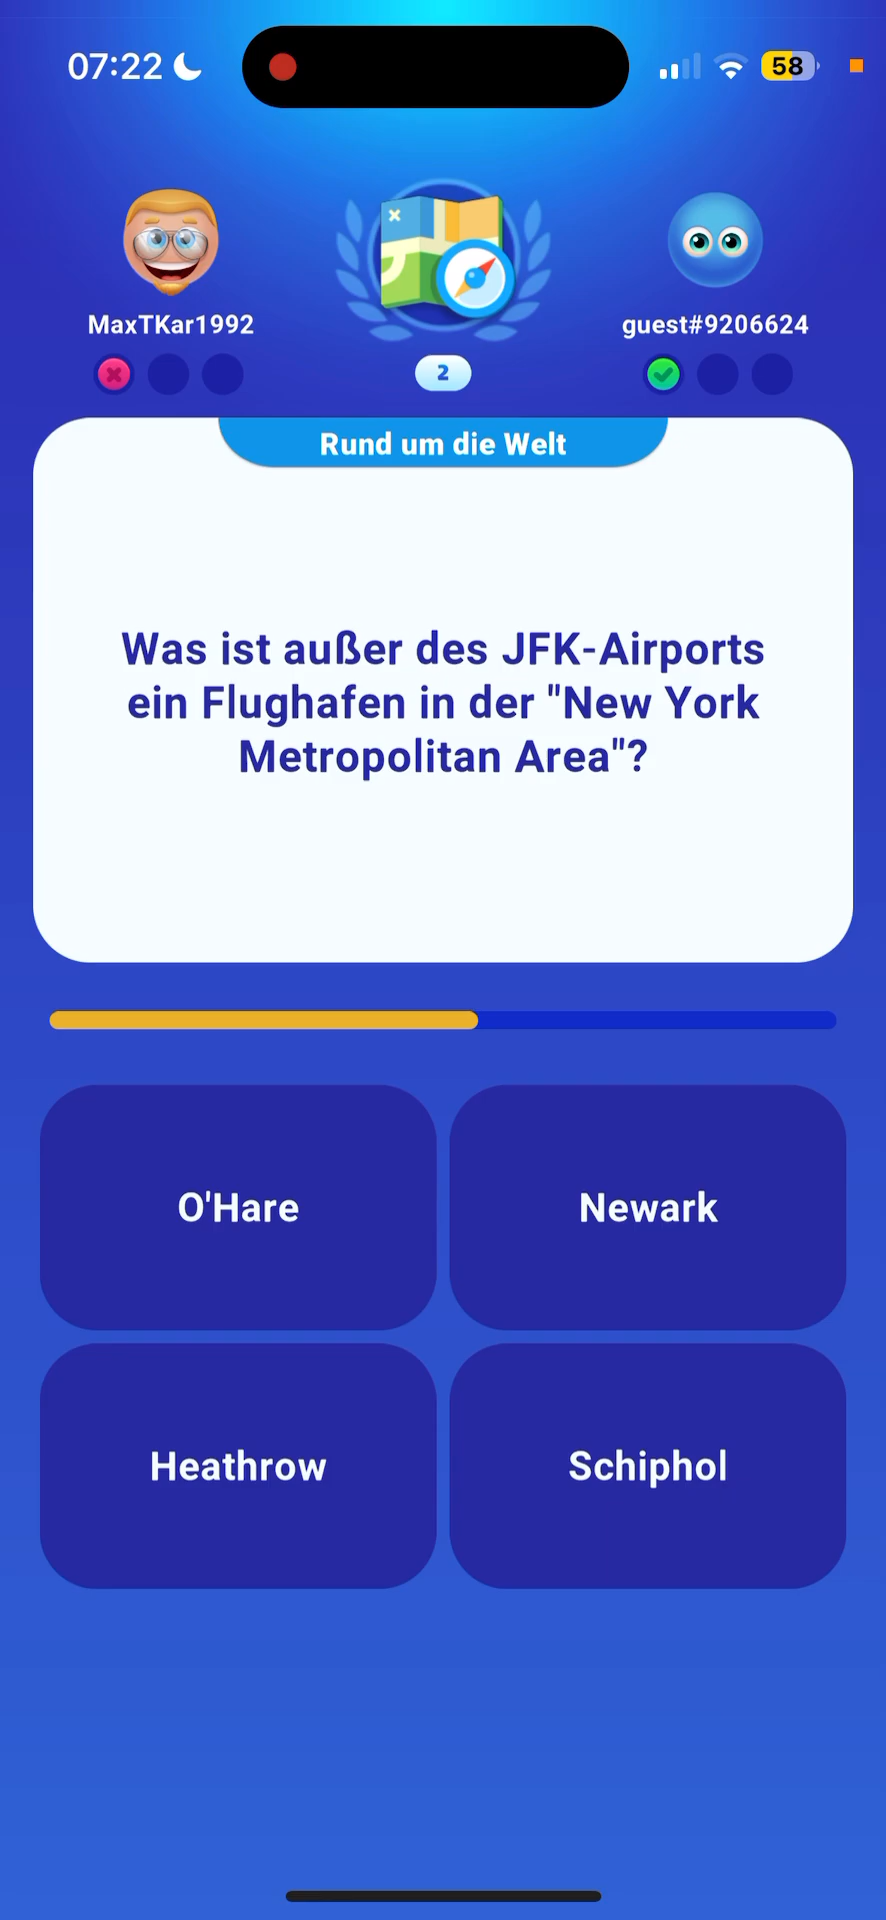 07:22
58
MaxTKar1992
guest#9206624
2
Rund um die Welt
Was ist außer des JFK-Airports
ein Flughafen in der "New York
Metropolitan Area"?
O'Hare
Newark
Heathrow
Schiphol